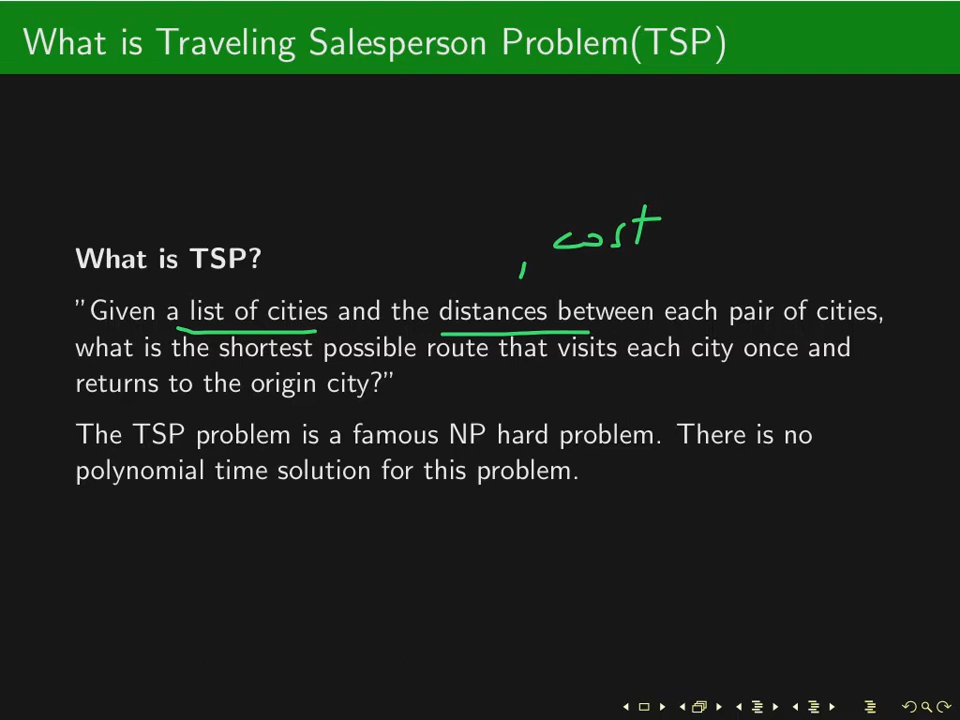 What is Traveling Salesperson Problem(TSP)
, cost
What is TSP?
"Given a list of cities and the distances between each pair of cities,
what is the shortest possible route that visits each city once and
returns to the origin city?"
The TSP problem is a famous NP hard problem. There is no
polynomial time solution for this problem.